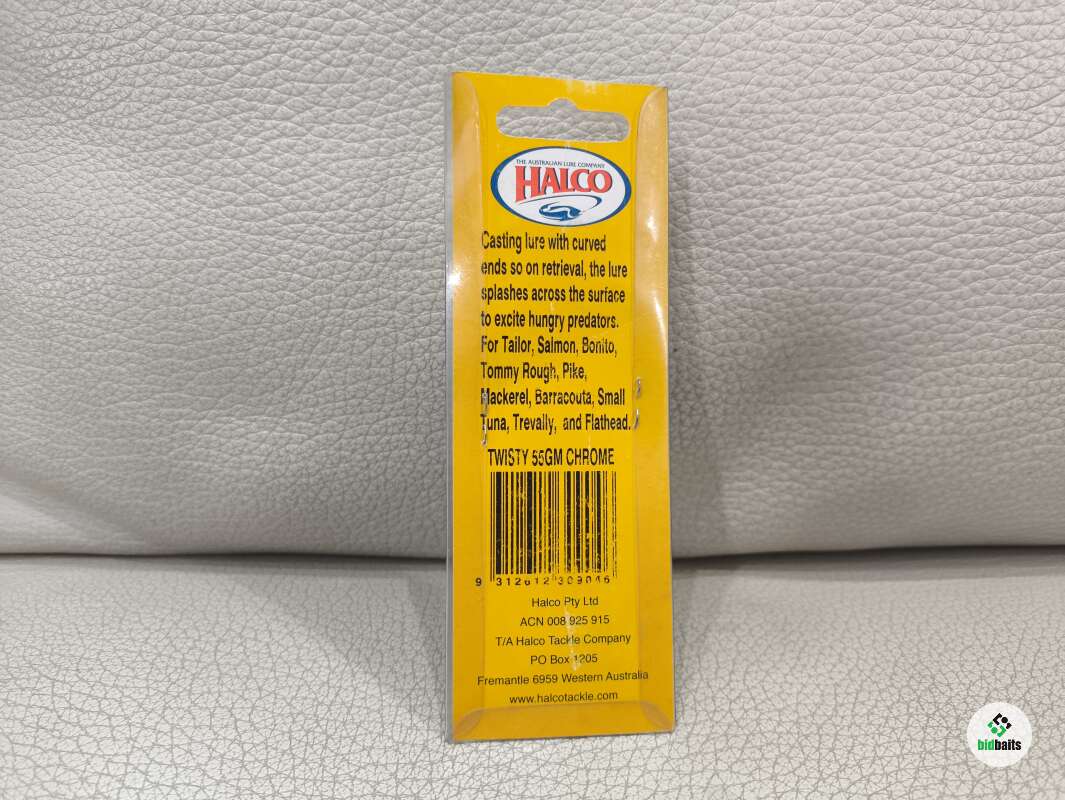 THE AUSTRALIAN LURE COMPANY
HALCO
Casting lure with curved
ends so on retrieval, the lure
splashes across the surface
to excite hungry predators.
For Tailor, Salmon, Bonito,
Tommy Rough, Pike,
Mackerel, Barracouta, Small
Tuna, Trevally, and Flathead.
TWISTY 55GM CHROME
9 312612 309046
Halco Pty Ltd
ACN 008 925 915
T/A Halco Tackle Company
PO Box 1205
Fremantle 6959 Western Australia
www.halcotackle.com
bidbaits